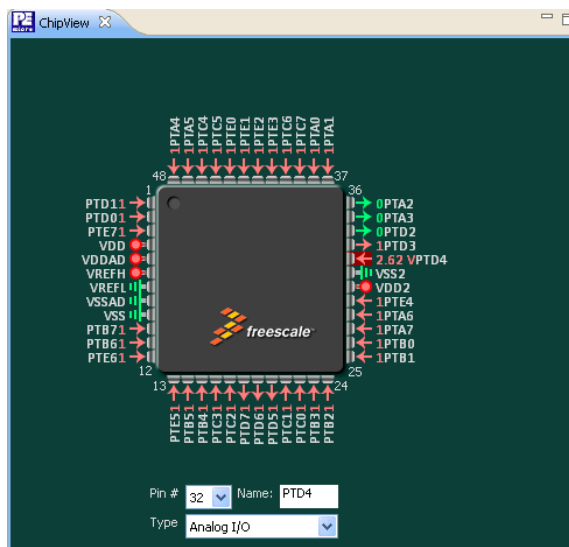 PE micro ChipView
1PTA4
1PTA5
1PTC4
1PTC5
1PTE0
1PTE1
1PTE2
1PTE3
1PTC6
1PTC7
1PTA0
1PTA1
48 37
1 36
PTD11 0PTA2
PTD01 0PTA3
PTE71 0PTD2
VDD 1PTD3
VDDAD 2.62 VPTD4
VREFH VSS2
VREFL VDD2
VSSAD 1PTE4
VSS 1PTA6
PTB71 1PTA7
PTB61 1PTB0
PTE61 1PTB1
freescale
12 25
13 24
PTE51
PTB51
PTB41
PTC31
PTC21
PTD71
PTD61
PTD51
PTC11
PTC01
PTB31
PTB21
Pin # 32 Name: PTD4
Type Analog I/O